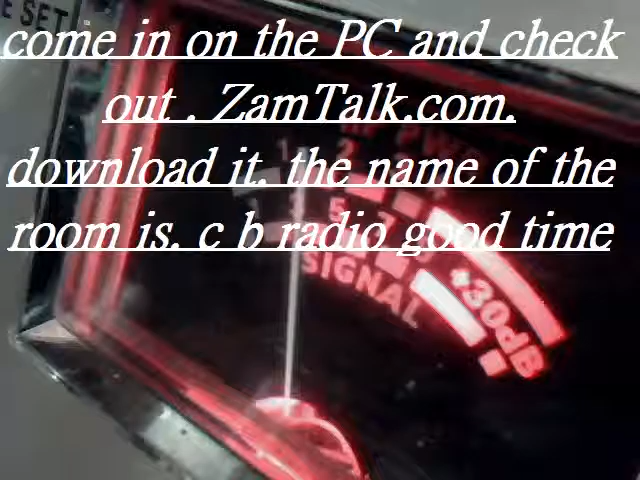 E SET
come in on the PC and check
out . ZamTalk.com.
download it. the name of the
room is. c b radio good time
SIGNAL
+30dB